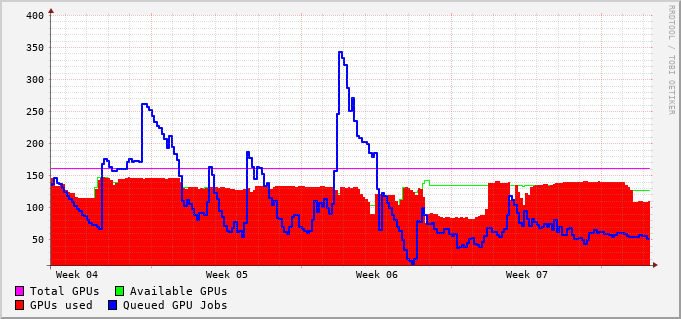 400
350
300
250
200
150
100
50
Week 04 Week 05 Week 06 Week 07
Total GPUs Available GPUs
GPUs used Queued GPU Jobs
RRDTOOL / TOBI OETIKER